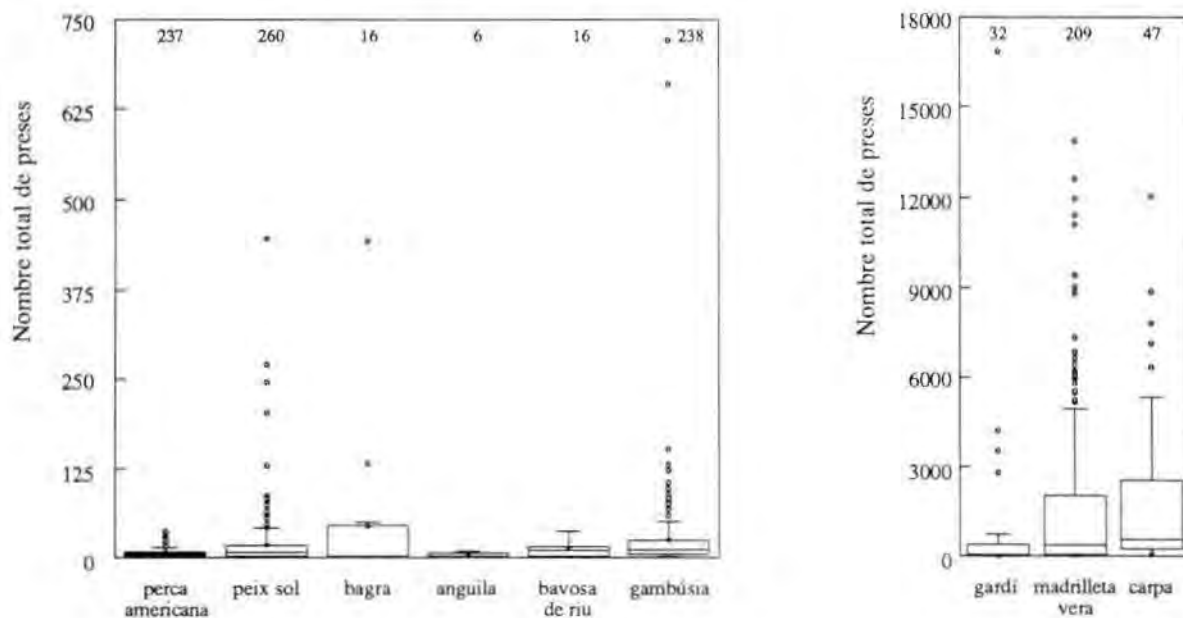 Nombre total de preses
750
625
500
375
250
125
0
237 260 16 6 16 238
perca americana
peix sol
bagra
anguila
bavosa de riu
gambúsia
Nombre total de preses
18000
15000
12000
9000
6000
3000
0
32 209 47
gardí
madrilleta vera
carpa